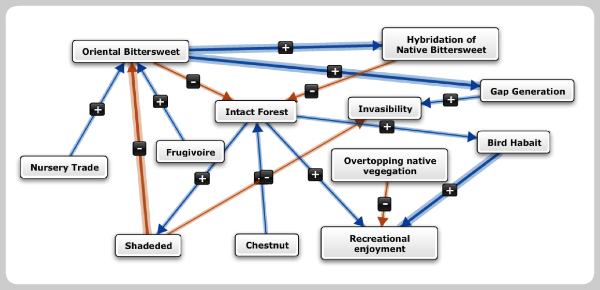 Hybridation of
Native Bittersweet
Oriental Bittersweet
+
+
-
-
Gap Generation
+
Invasibility
Intact Forest
+
+
+
Bird Habait
-
Frugivoire
Overtopping native
vegegation
Nursery Trade
+
-
+
+
-
Shadeded
Chestnut
Recreational
enjoyment